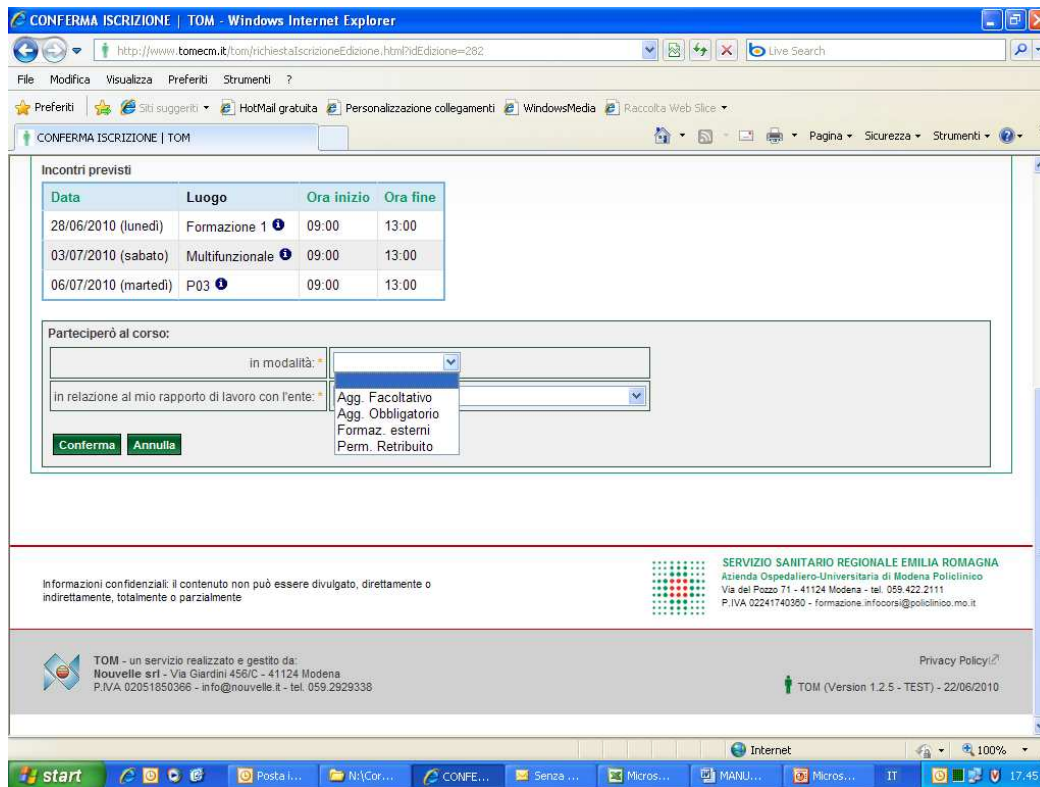 CONFERMA ISCRIZIONE | TOM - Windows Internet Explorer
http://www.tomecm.it/tom/richiestaIscrizioneEdizione.html?idEdizione=282
Live Search
File Modifica Visualizza Preferiti Strumenti ?
Preferiti Siti suggeriti HotMail gratuita Personalizzazione collegamenti WindowsMedia Raccolta Web Slice
CONFERMA ISCRIZIONE | TOM Pagina Sicurezza Strumenti
Incontri previsti
Data Luogo Ora inizio Ora fine
28/06/2010 (lunedì) Formazione 1 09:00 13:00
03/07/2010 (sabato) Multifunzionale 09:00 13:00
06/07/2010 (martedì) P03 09:00 13:00
Parteciperò al corso:
in modalità: *
in relazione al mio rapporto di lavoro con l'ente: *
Agg. Facoltativo
Agg. Obbligatorio
Formaz. esterni
Perm. Retribuito
Conferma Annulla
Informazioni confidenziali: il contenuto non può essere divulgato, direttamente o
indirettamente, totalmente o parzialmente
SERVIZIO SANITARIO REGIONALE EMILIA ROMAGNA
Azienda Ospedaliero-Universitaria di Modena Policlinico
Via del Pozzo 71 - 41124 Modena - tel. 059.422.2111
P.IVA 02241740360 - formazione.infocorsi@policlinico.mo.it
TOM - un servizio realizzato e gestito da:
Nouvelle srl - Via Giardini 456/C - 41124 Modena
P.IVA 02051850366 - info@nouvelle.it - tel. 059.2929338
Privacy Policy
TOM (Version 1.2.5 - TEST) - 22/06/2010
Internet 100%
start Posta i... N:\Cor... CONFE... Senza ... Micros... MANU... Micros... IT 17.45